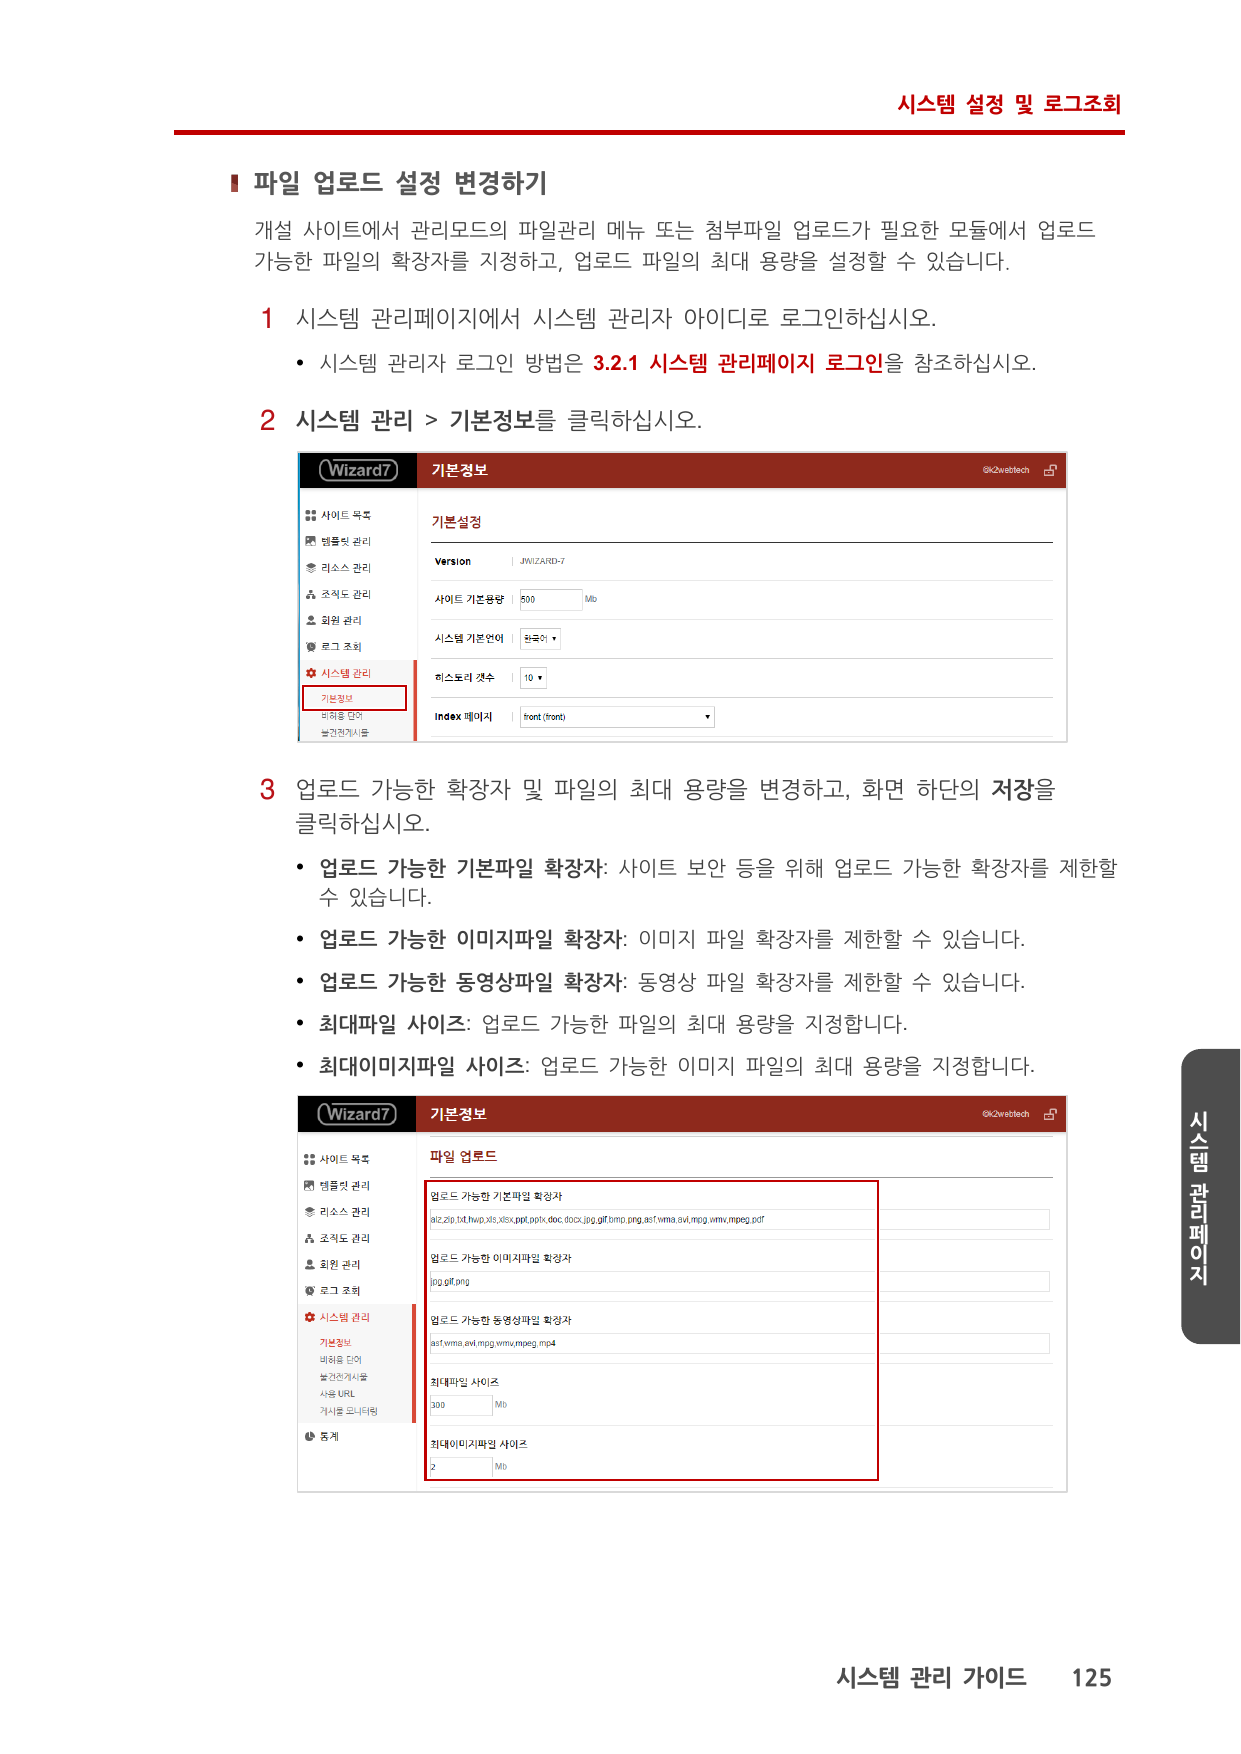 시스템 설정 및 로그조회
파일 업로드 설정 변경하기
개설 사이트에서 관리모드의 파일관리 메뉴 또는 첨부파일 업로드가 필요한 모듈에서 업로드
가능한 파일의 확장자를 지정하고, 업로드 파일의 최대 용량을 설정할 수 있습니다.
1 시스템 관리페이지에서 시스템 관리자 아이디로 로그인하십시오.
• 시스템 관리자 로그인 방법은 3.2.1 시스템 관리페이지 로그인을 참조하십시오.
2 시스템 관리 > 기본정보를 클릭하십시오.
Wizard7 기본정보 @k2webtech
사이트 목록
템플릿 관리
리소스 관리
조직도 관리
회원 관리
로그 조회
시스템 관리
기본정보
비허용 단어
불건전게시물
기본설정
Version JWIZARD-7
사이트 기본용량 500 Mb
시스템 기본언어 한국어
히스토리 갯수 10
Index 페이지 front (front)
3 업로드 가능한 확장자 및 파일의 최대 용량을 변경하고, 화면 하단의 저장을
클릭하십시오.
• 업로드 가능한 기본파일 확장자: 사이트 보안 등을 위해 업로드 가능한 확장자를 제한할
수 있습니다.
• 업로드 가능한 이미지파일 확장자: 이미지 파일 확장자를 제한할 수 있습니다.
• 업로드 가능한 동영상파일 확장자: 동영상 파일 확장자를 제한할 수 있습니다.
• 최대파일 사이즈: 업로드 가능한 파일의 최대 용량을 지정합니다.
• 최대이미지파일 사이즈: 업로드 가능한 이미지 파일의 최대 용량을 지정합니다.
Wizard7 기본정보 @k2webtech
사이트 목록
템플릿 관리
리소스 관리
조직도 관리
회원 관리
로그 조회
시스템 관리
기본정보
비허용 단어
불건전게시물
사용 URL
게시물 모니터링
통계
파일 업로드
업로드 가능한 기본파일 확장자
alz,zip,txt,hwp,xls,xlsx,ppt,pptx,doc,docx,jpg,gif,bmp,png,asf,wma,avi,mpg,wmv,mpeg,pdf
업로드 가능한 이미지파일 확장자
jpg,gif,png
업로드 가능한 동영상파일 확장자
asf,wma,avi,mpg,wmv,mpeg,mp4
최대파일 사이즈
300 Mb
최대이미지파일 사이즈
2 Mb
시스템 관리페이지
시스템 관리 가이드 125